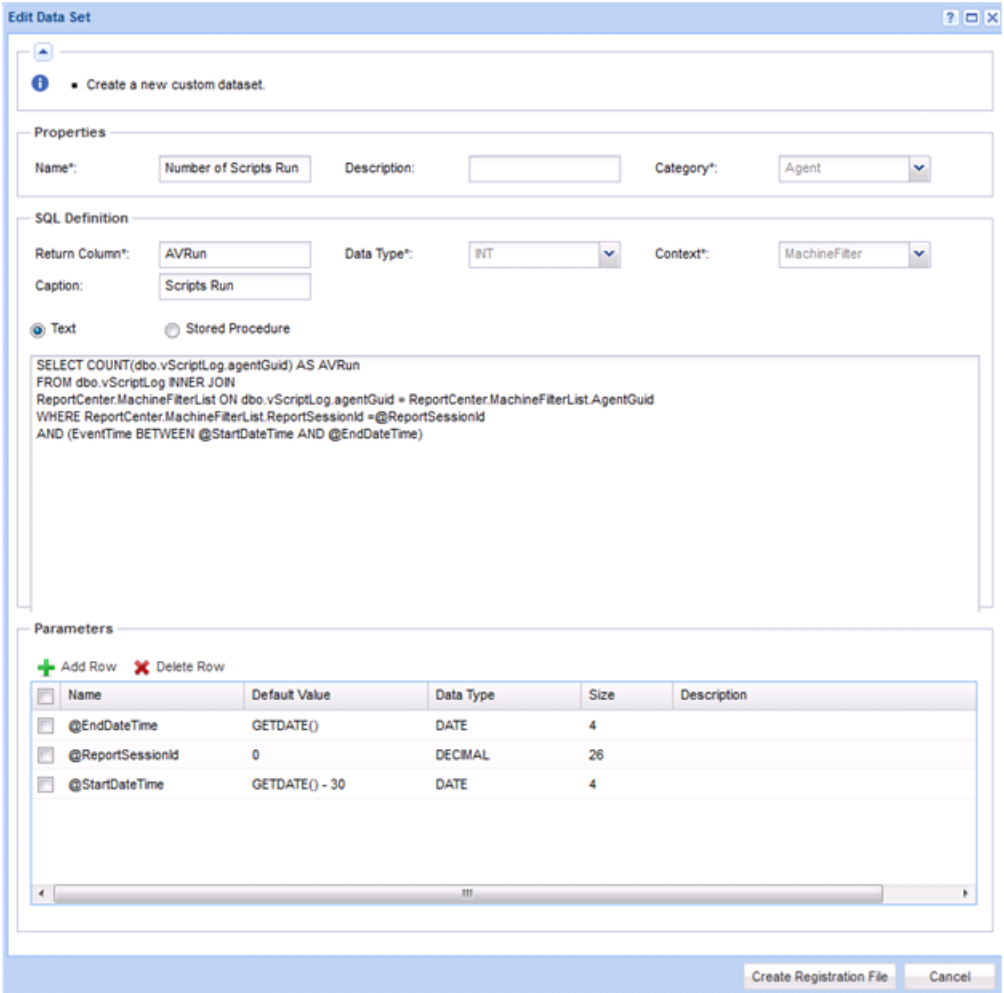 Edit Data Set
Create a new custom dataset.
Properties
Name*: Number of Scripts Run Description: Category*: Agent
SQL Definition
Return Column*: AVRun Data Type*: INT Context*: MachineFilter
Caption: Scripts Run
Text Stored Procedure
SELECT COUNT(dbo.vScriptLog.agentGuid) AS AVRun
FROM dbo.vScriptLog INNER JOIN
ReportCenter.MachineFilterList ON dbo.vScriptLog.agentGuid = ReportCenter.MachineFilterList.AgentGuid
WHERE ReportCenter.MachineFilterList.ReportSessionId =@ReportSessionId
AND (EventTime BETWEEN @StartDateTime AND @EndDateTime)
Parameters
Add Row Delete Row
Name Default Value Data Type Size Description
@EndDateTime GETDATE() DATE 4
@ReportSessionId 0 DECIMAL 26
@StartDateTime GETDATE() - 30 DATE 4
Create Registration File Cancel